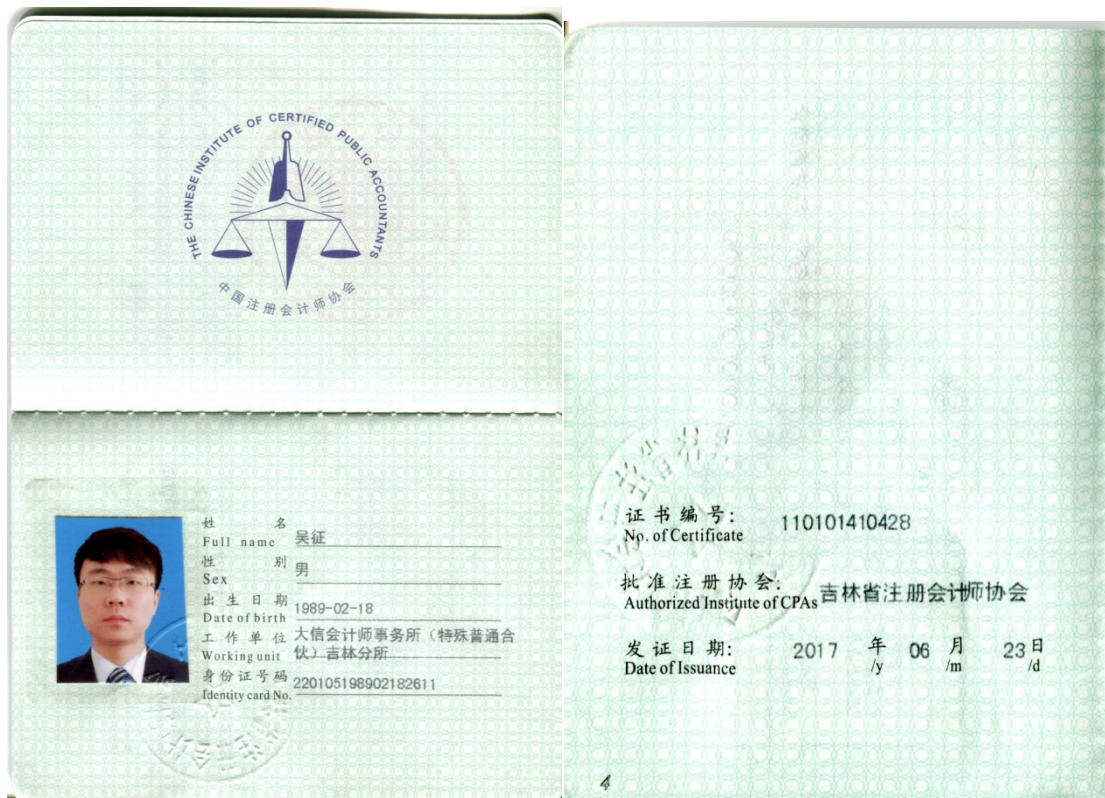 THE CHINESE INSTITUTE OF CERTIFIED PUBLIC ACCOUNTANTS
中国注册会计师协会
姓 名 吴征
Full name
性 别 男
Sex
出生日期 1989-02-18
Date of birth
工作单位 大信会计师事务所（特殊普通合
Working unit 伙）吉林分所
身份证号码 220105198902182611
Identity card No.
证书编号: 110101410428
No. of Certificate
批准注册协会: 吉林省注册会计师协会
Authorized Institute of CPAs
发证日期: 2017 年 06 月 23 日
Date of Issuance /y /m /d
4